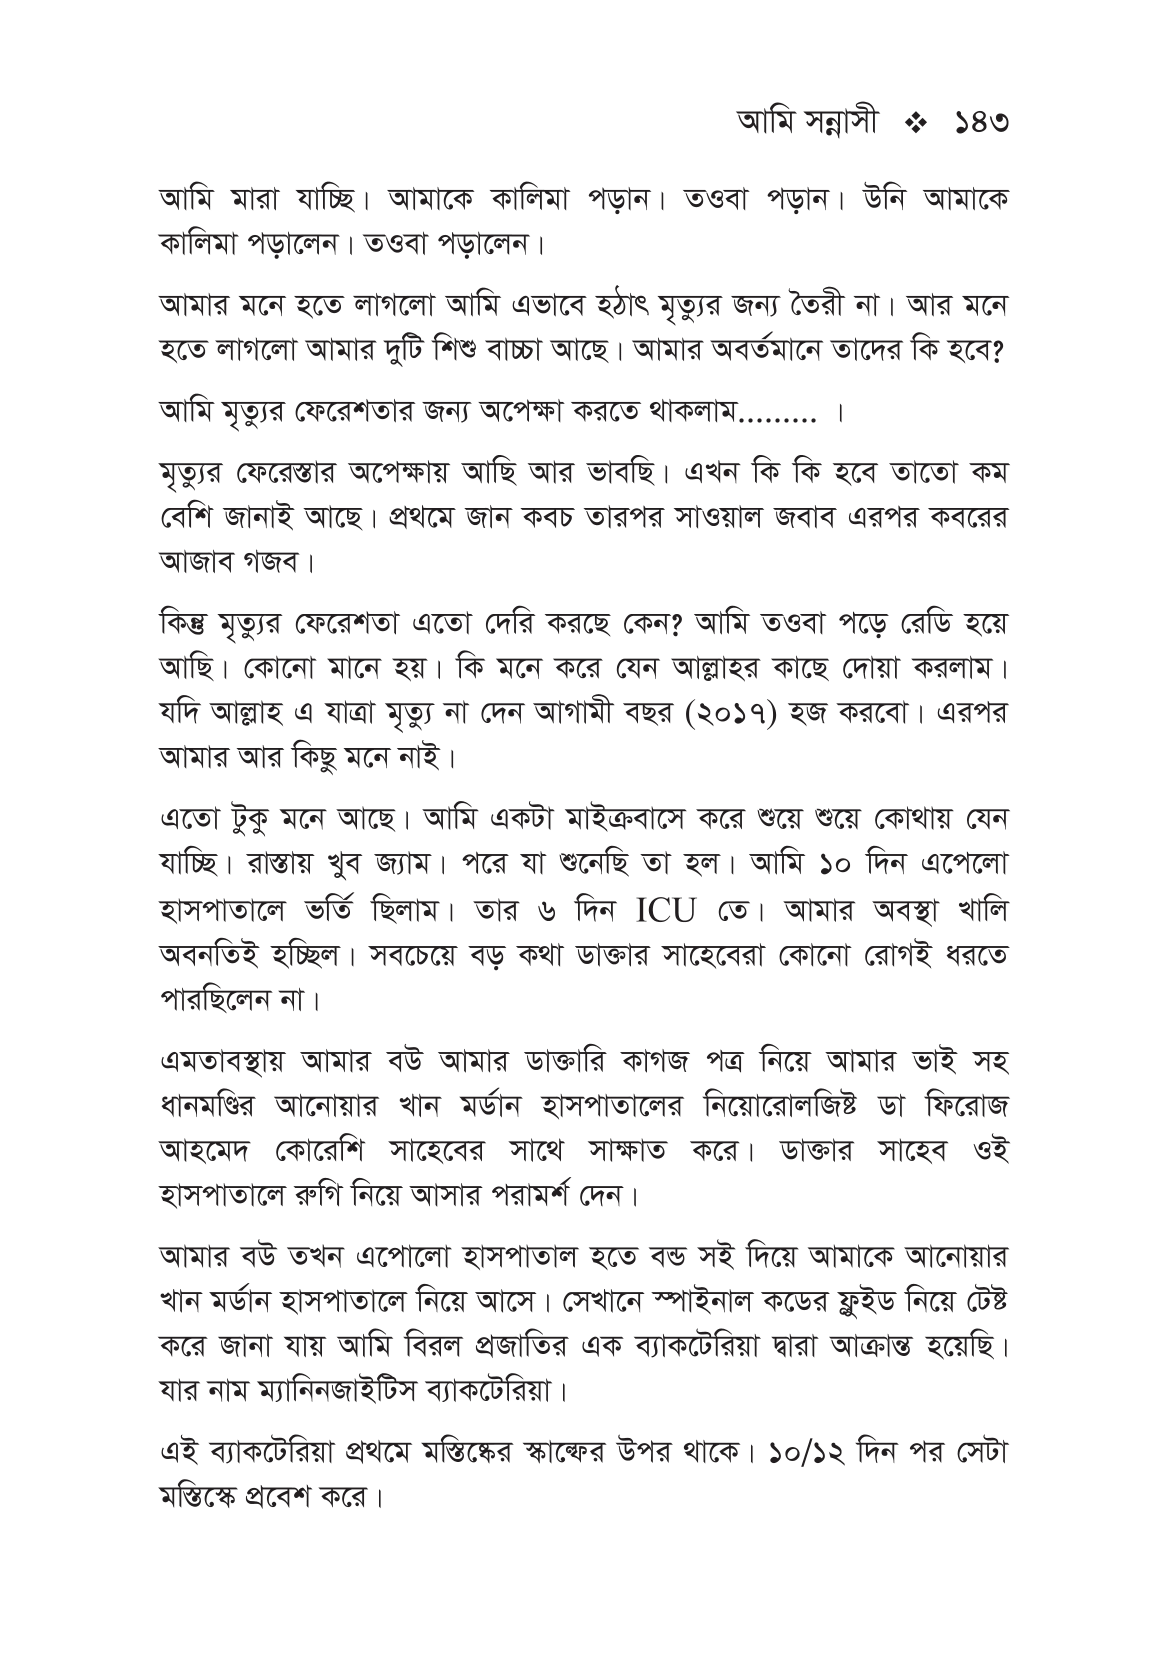 আমি সন্নাসী ❖ ১৪৩
আমি মারা যাচ্ছি। আমাকে কালিমা পড়ান। তওবা পড়ান। উনি আমাকে
কালিমা পড়ালেন। তওবা পড়ালেন।
আমার মনে হতে লাগলো আমি এভাবে হঠাৎ মৃত্যুর জন্য তৈরী না। আর মনে
হতে লাগলো আমার দুটি শিশু বাচ্চা আছে। আমার অবর্তমানে তাদের কি হবে?
আমি মৃত্যুর ফেরেশতার জন্য অপেক্ষা করতে থাকলাম......... ।
মৃত্যুর ফেরেস্তার অপেক্ষায় আছি আর ভাবছি। এখন কি কি হবে তাতো কম
বেশি জানাই আছে। প্রথমে জান কবচ তারপর সাওয়াল জবাব এরপর কবরের
আজাব গজব।
কিন্তু মৃত্যুর ফেরেশতা এতো দেরি করছে কেন? আমি তওবা পড়ে রেডি হয়ে
আছি। কোনো মানে হয়। কি মনে করে যেন আল্লাহর কাছে দোয়া করলাম।
যদি আল্লাহ এ যাত্রা মৃত্যু না দেন আগামী বছর (২০১৭) হজ করবো। এরপর
আমার আর কিছু মনে নাই।
এতো টুকু মনে আছে। আমি একটা মাইক্রবাসে করে শুয়ে শুয়ে কোথায় যেন
যাচ্ছি। রাস্তায় খুব জ্যাম। পরে যা শুনেছি তা হল। আমি ১০ দিন এপেলো
হাসপাতালে ভর্তি ছিলাম। তার ৬ দিন ICU তে। আমার অবস্থা খালি
অবনতিই হচ্ছিল। সবচেয়ে বড় কথা ডাক্তার সাহেবেরা কোনো রোগই ধরতে
পারছিলেন না।
এমতাবস্থায় আমার বউ আমার ডাক্তারি কাগজ পত্র নিয়ে আমার ভাই সহ
ধানমণ্ডির আনোয়ার খান মর্ডান হাসপাতালের নিয়োরোলজিষ্ট ডা ফিরোজ
আহমেদ কোরেশি সাহেবের সাথে সাক্ষাত করে। ডাক্তার সাহেব ওই
হাসপাতালে রুগি নিয়ে আসার পরামর্শ দেন।
আমার বউ তখন এপোলো হাসপাতাল হতে বন্ড সই দিয়ে আমাকে আনোয়ার
খান মর্ডান হাসপাতালে নিয়ে আসে। সেখানে স্পাইনাল কডের ফ্লুইড নিয়ে টেষ্ট
করে জানা যায় আমি বিরল প্রজাতির এক ব্যাকটেরিয়া দ্বারা আক্রান্ত হয়েছি।
যার নাম ম্যানিনজাইটিস ব্যাকটেরিয়া।
এই ব্যাকটেরিয়া প্রথমে মস্তিষ্কের স্কাল্ফের উপর থাকে। ১০/১২ দিন পর সেটা
মস্তিস্কে প্রবেশ করে।